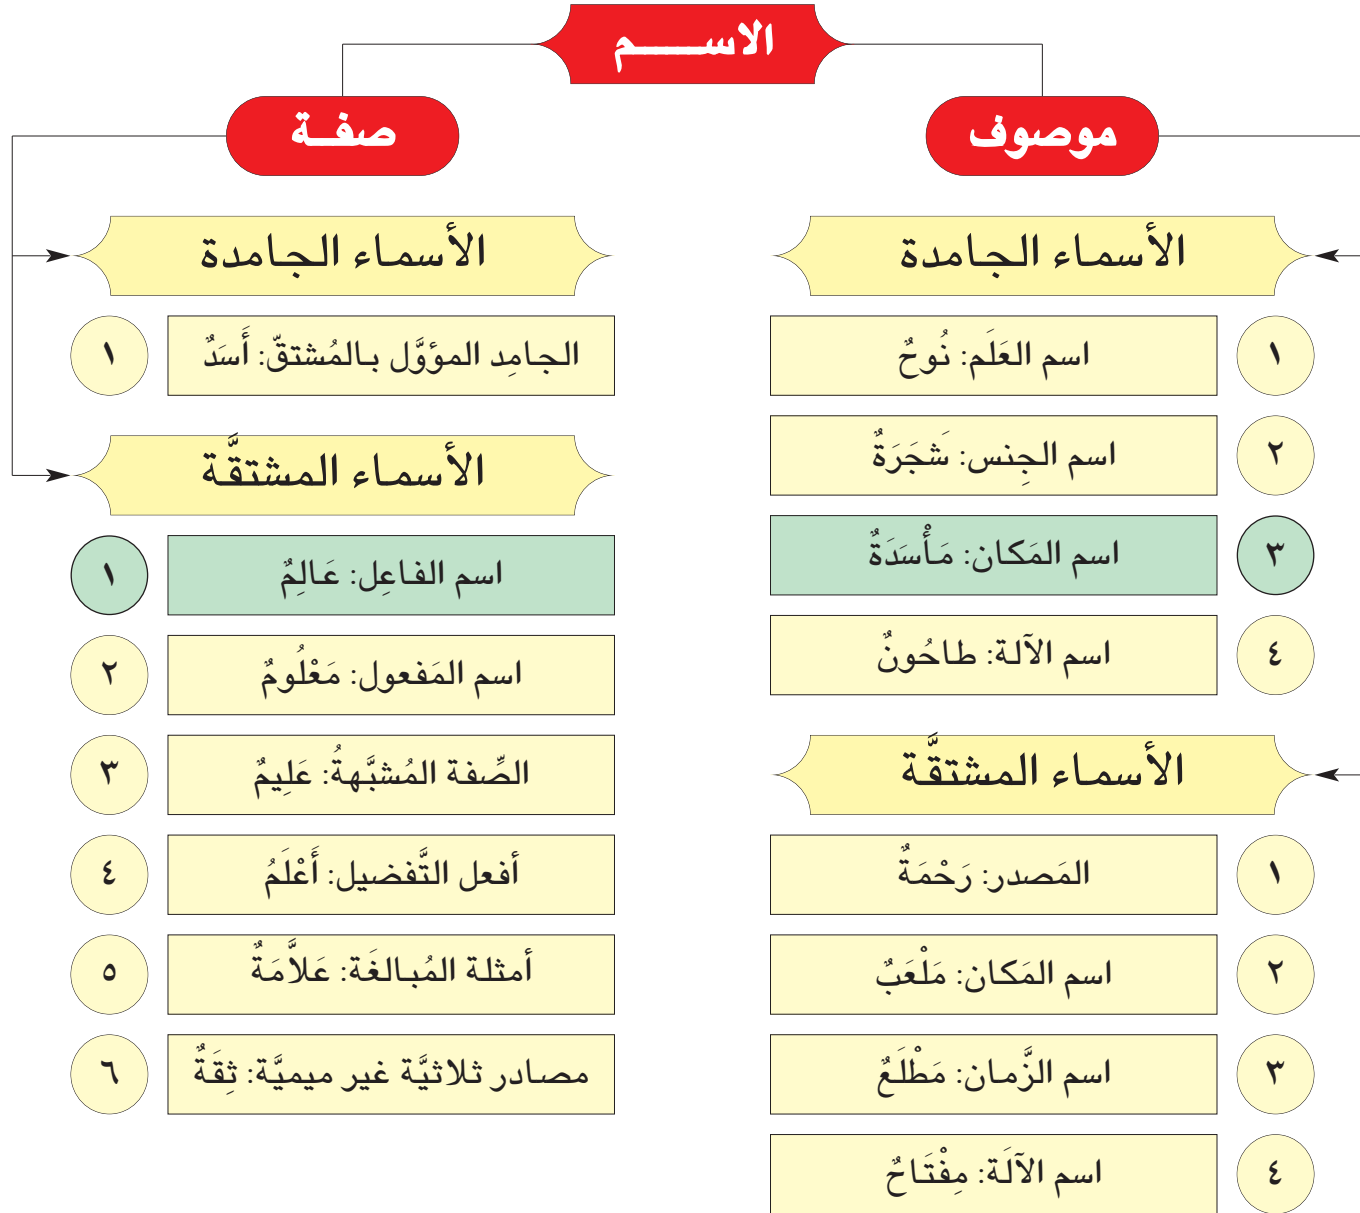 الاســـم
موصوف
الأسماء الجامدة
١ اسم العَلَم: نُوحٌ
٢ اسم الجِنس: شَجَرَةٌ
٣ اسم المَكان: مَأْسَدَةٌ
٤ اسم الآلة: طاحُونٌ
الأسماء المشتقَّة
١ المَصدر: رَحْمَةٌ
٢ اسم المَكان: مَلْعَبٌ
٣ اسم الزَّمان: مَطْلَعٌ
٤ اسم الآلَة: مِفْتَاحٌ
صفـة
الأسماء الجامدة
١ الجامِد المؤوَّل بالمُشتقّ: أَسَدٌ
الأسماء المشتقَّة
١ اسم الفاعِل: عَالِمٌ
٢ اسم المَفعول: مَعْلُومٌ
٣ الصِّفة المُشبَّهةُ: عَلِيمٌ
٤ أفعل التَّفضيل: أَعْلَمُ
٥ أمثلة المُبالغَة: عَلاَّمَةٌ
٦ مصادر ثلاثيَّة غير ميميَّة: ثِقَةٌ